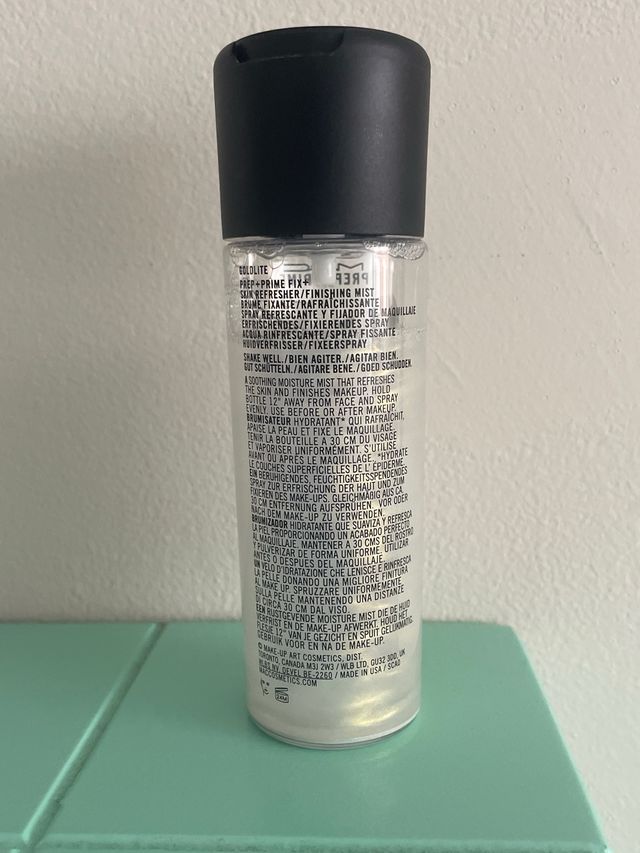 GOLDLITE
PREP+PRIME FIX+
SKIN REFRESHER/FINISHING MIST
BRUME FIXANTE/RAFRAÎCHISSANTE
SPRAY REFRESCANTE Y FIJADOR DE MAQUILLAJE
ERFRISCHENDES/FIXIERENDES SPRAY
ACQUA RINFRESCANTE/SPRAY FISSANTE
HUIDVERFRISSER/FIXEERSPRAY
SHAKE WELL./BIEN AGITER./AGITAR BIEN.
GUT SCHÜTTELN./AGITARE BENE./GOED SCHUDDEN.
A SOOTHING MOISTURE MIST THAT REFRESHES
THE SKIN AND FINISHES MAKEUP. HOLD
BOTTLE 12" AWAY FROM FACE AND SPRAY
EVENLY. USE BEFORE OR AFTER MAKEUP.
BRUMISATEUR HYDRATANT* QUI RAFRAÎCHIT,
APAISE LA PEAU ET FIXE LE MAQUILLAGE.
TENIR LA BOUTEILLE À 30 CM DU VISAGE
ET VAPORISER UNIFORMÉMENT. S'UTILISE
AVANT OU APRÈS LE MAQUILLAGE. *HYDRATE
LE COUCHES SUPERFICIELLES DE L' ÉPIDERME.
EIN BERUHIGENDES, FEUCHTIGKEITSSPENDENDES
SPRAY ZUR ERFRISCHUNG DER HAUT UND ZUM
FIXIEREN DES MAKE-UPS. GLEICHMÄßIG AUS CA.
30 CM ENTFERNUNG AUFSPRÜHEN. VOR ODER
NACH DEM MAKE-UP ZU VERWENDEN.
BRUMIZADOR HIDRATANTE QUE SUAVIZA Y REFRESCA
LA PIEL PROPORCIONANDO UN ACABADO PERFECTO
AL MAQUILLAJE. MANTENER A 30 CMS DEL ROSTRO
Y PULVERIZAR DE FORMA UNIFORME. UTILIZAR
ANTES O DESPUES DEL MAQUILLAJE.
UN VELO D'IDRATAZIONE CHE LENISCE E RINFRESCA
LA PELLE DONANDO UNA MIGLIORE FINITURA
AL MAKE UP. SPRUZZARE UNIFORMEMENTE
SULLA PELLE MANTENENDO UNA DISTANZE
DI CIRCA 30 CM DAL VISO.
EEN RUSTGEVENDE MOISTURE MIST DIE DE HUID
VERFRIST EN DE MAKE-UP AFWERKT. HOUD HET
FLESJE 12" VAN JE GEZICHT EN SPUIT GELIJKMATIG.
GEBRUIK VOOR EN NA DE MAKE-UP.
© MAKE-UP ART COSMETICS, DIST.
TORONTO, CANADA M3J 2W3 / WLB LTD, GU32 3DD, UK
MLBS NV, OEVEL BE-2260 / MADE IN USA / SCAD
MACCOSMETICS.COM
24M